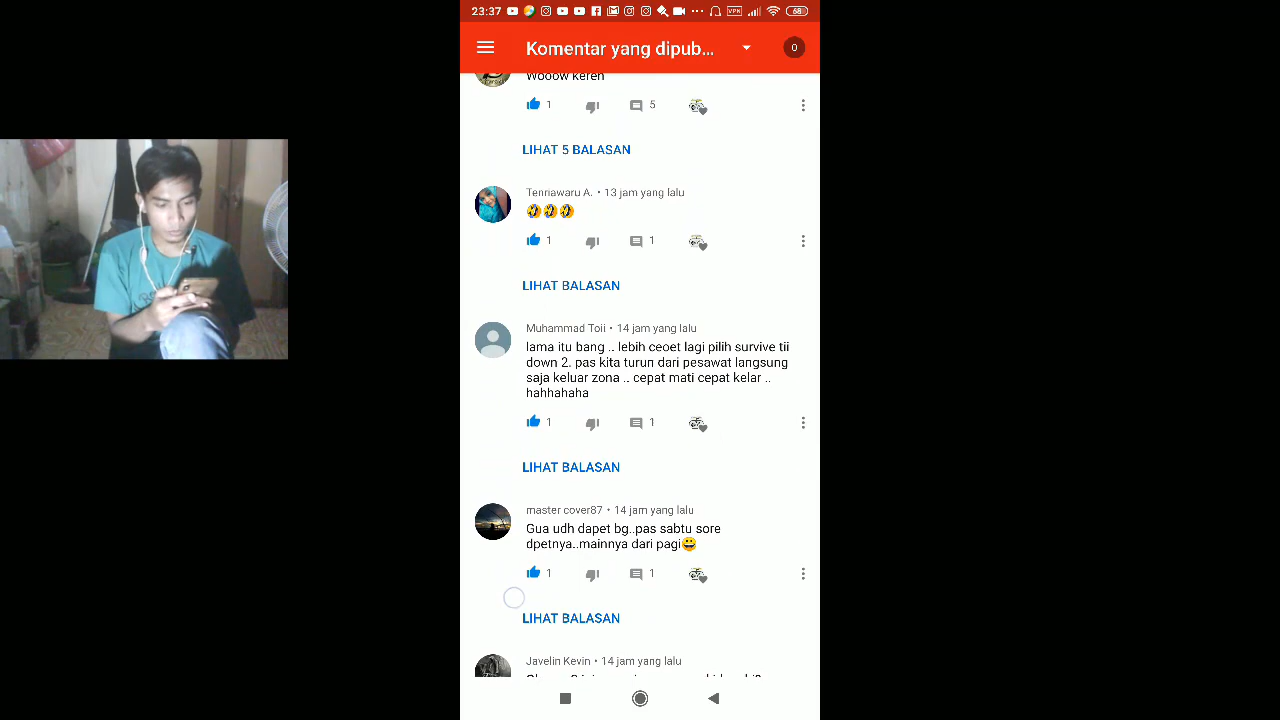 23:37
VPN
68
Komentar yang dipub...
0
Wooow keren
1
5
LIHAT 5 BALASAN
Tenriawaru A. • 13 jam yang lalu
🤣🤣🤣
1
1
LIHAT BALASAN
Muhammad Toii • 14 jam yang lalu
lama itu bang .. lebih ceoet lagi pilih survive tii
down 2. pas kita turun dari pesawat langsung
saja keluar zona .. cepat mati cepat kelar ..
hahhahaha
1
1
LIHAT BALASAN
master cover87 • 14 jam yang lalu
Gua udh dapet bg..pas sabtu sore
dpetnya..mainnya dari pagi😀
1
1
LIHAT BALASAN
Javelin Kevin • 14 jam yang lalu